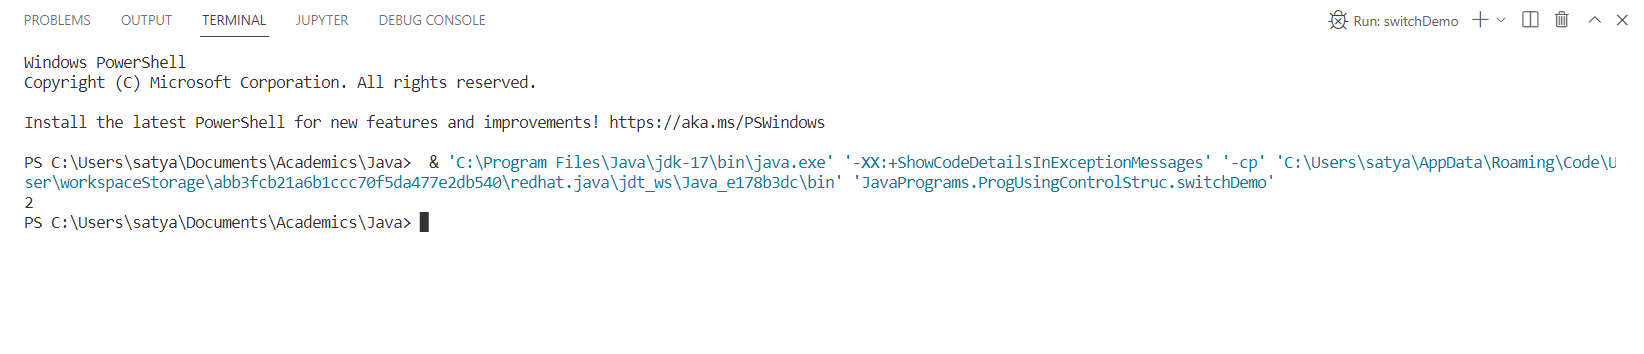 PROBLEMS OUTPUT TERMINAL JUPYTER DEBUG CONSOLE Run: switchDemo
Windows PowerShell
Copyright (C) Microsoft Corporation. All rights reserved.
Install the latest PowerShell for new features and improvements! https://aka.ms/PSWindows
PS C:\Users\satya\Documents\Academics\Java>  & 'C:\Program Files\Java\jdk-17\bin\java.exe' '-XX:+ShowCodeDetailsInExceptionMessages' '-cp' 'C:\Users\satya\AppData\Roaming\Code\U
ser\workspaceStorage\abb3fcb21a6b1ccc70f5da477e2db540\redhat.java\jdt_ws\Java_e178b3dc\bin' 'JavaPrograms.ProgUsingControlStruc.switchDemo'
2
PS C:\Users\satya\Documents\Academics\Java>